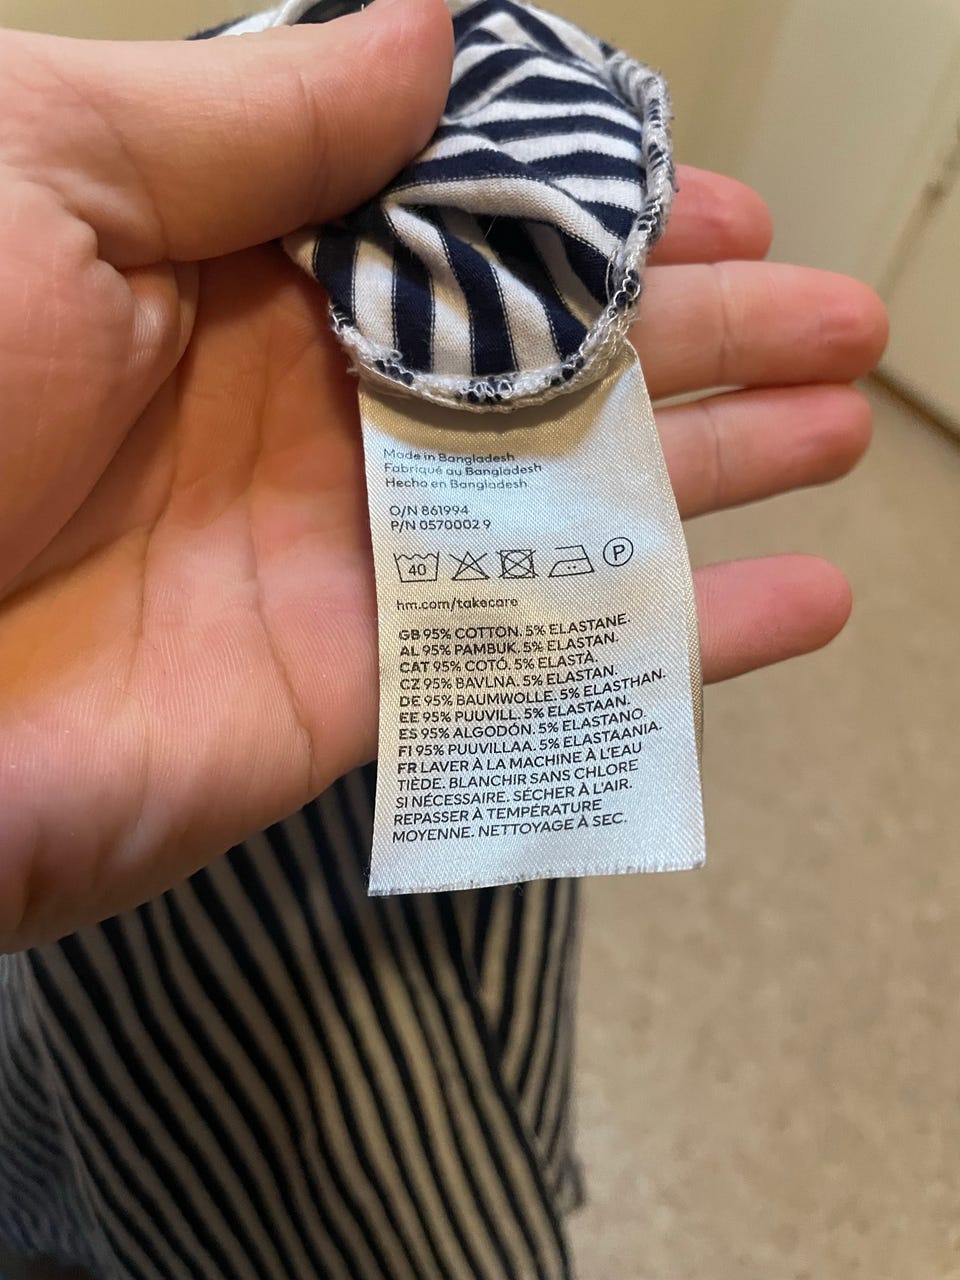 Made in Bangladesh
Fabriqué au Bangladesh
Hecho en Bangladesh
O/N 861994
P/N 0570002 9
40 P
hm.com/takecare
GB 95% COTTON. 5% ELASTANE.
AL 95% PAMBUK. 5% ELASTAN.
CAT 95% COTÓ. 5% ELASTÀ.
CZ 95% BAVLNA. 5% ELASTAN.
DE 95% BAUMWOLLE. 5% ELASTHAN.
EE 95% PUUVILL. 5% ELASTAAN.
ES 95% ALGODÓN. 5% ELASTANO.
FI 95% PUUVILLAA. 5% ELASTAANIA.
FR LAVER À LA MACHINE À L'EAU
TIÈDE. BLANCHIR SANS CHLORE
SI NÉCESSAIRE. SÉCHER À L'AIR.
REPASSER À TEMPÉRATURE
MOYENNE. NETTOYAGE À SEC.